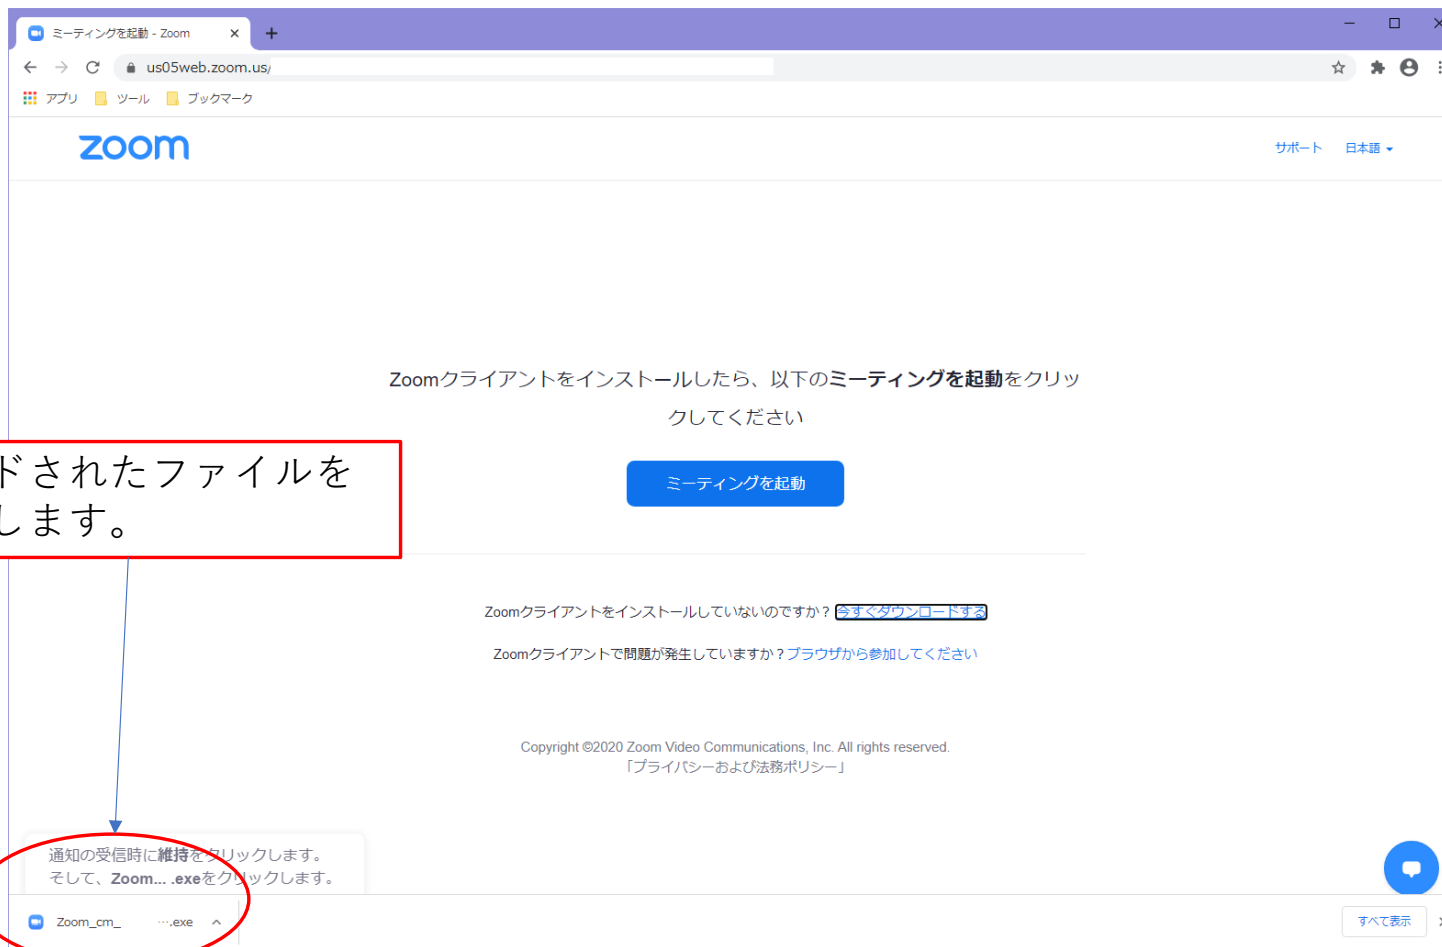 ミーティングを起動 - Zoom
us05web.zoom.us/
アプリ ツール ブックマーク
zoom
サポート 日本語
Zoomクライアントをインストールしたら、以下のミーティングを起動をクリッ
クしてください
ドされたファイルを
します。
ミーティングを起動
Zoomクライアントをインストールしていないのですか？今すぐダウンロードする
Zoomクライアントで問題が発生していますか？ブラウザから参加してください
Copyright ©2020 Zoom Video Communications, Inc. All rights reserved.
「プライバシーおよび法務ポリシー」
通知の受信時に維持をクリックします。
そして、Zoom... .exeをクリックします。
Zoom_cm_ ….exe
すべて表示